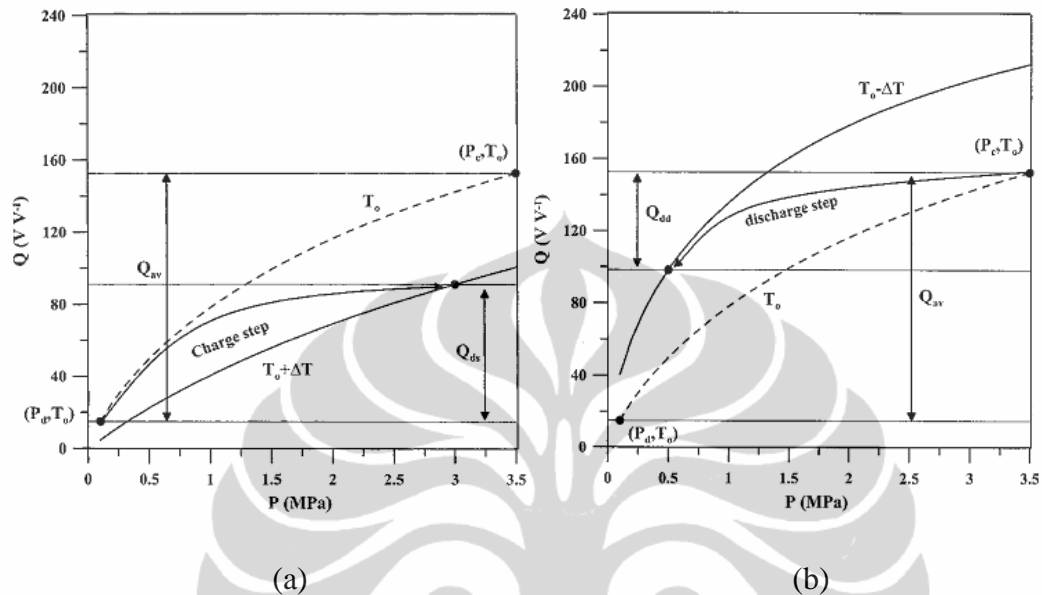 240
200
160
120
80
40
0
Q (V V⁻¹)
(P_c,T_o)
T_o
Q_av
Charge step
T_o+ΔT
Q_ds
(P_d,T_o)
0 0.5 1 1.5 2 2.5 3 3.5
P (MPa)
(a)
240
200
160
120
80
40
0
Q (V V⁻¹)
T_o-ΔT
(P_c,T_o)
Q_dd
discharge step
T_o
Q_av
(P_d,T_o)
0 0.5 1 1.5 2 2.5 3 3.5
P (MPa)
(b)